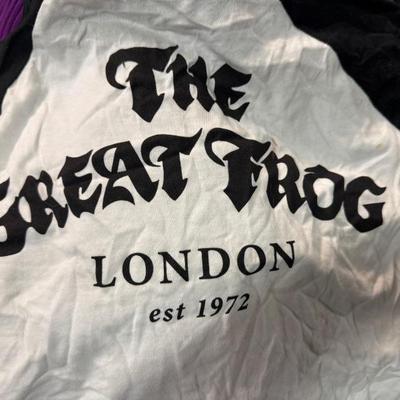 THE
GREAT FROG
LONDON
est 1972